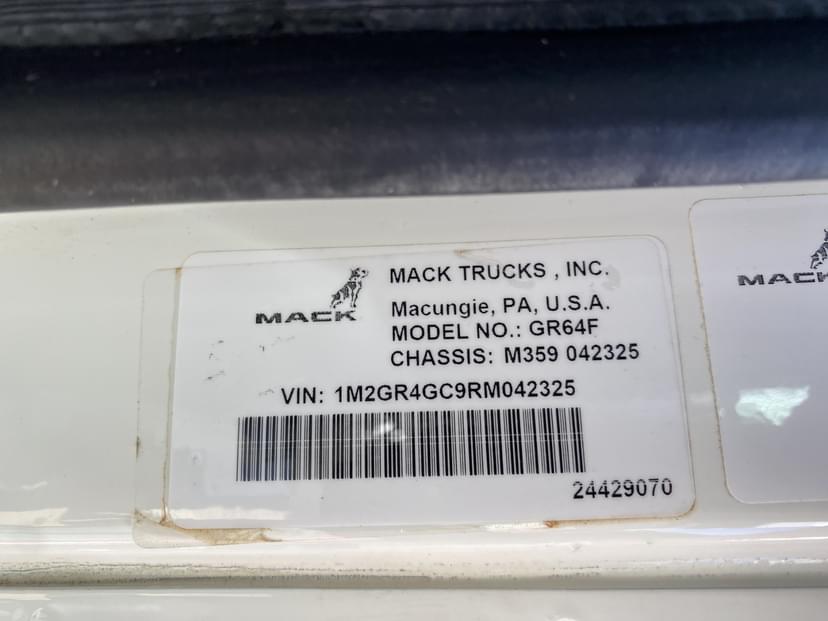 MACK
MACK TRUCKS , INC.
Macungie, PA, U.S.A.
MODEL NO.: GR64F
CHASSIS: M359 042325
VIN: 1M2GR4GC9RM042325
24429070
MACK